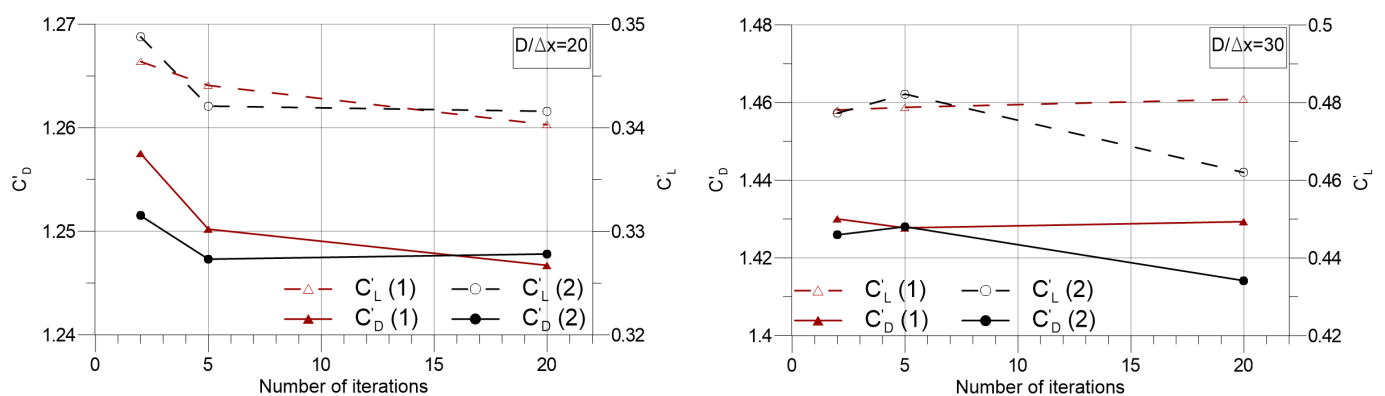 1.27
1.26
1.25
1.24
C'D
0.35
0.34
0.33
0.32
C'L
D/Δx=20
C'L (1) C'L (2)
C'D (1) C'D (2)
0 5 10 15 20
Number of iterations
1.48
1.46
1.44
1.42
1.4
C'D
0.5
0.48
0.46
0.44
0.42
C'L
D/Δx=30
C'L (1) C'L (2)
C'D (1) C'D (2)
0 5 10 15 20
Number of iterations